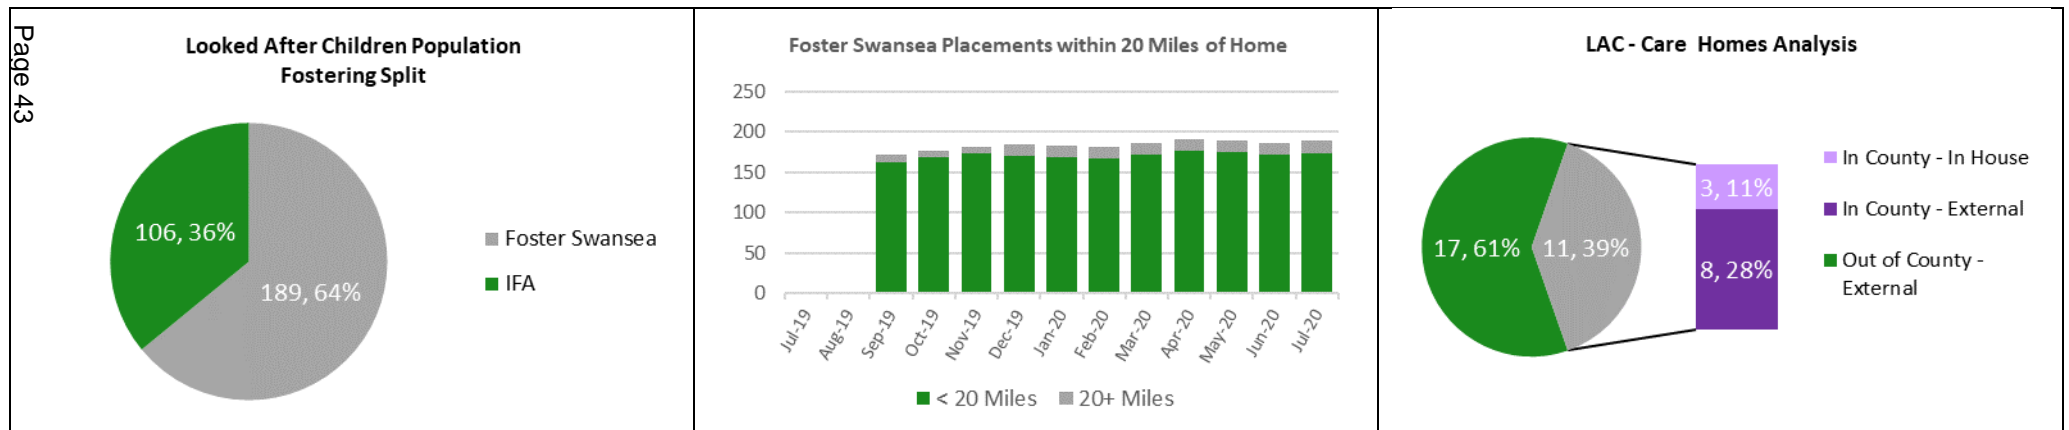 Page 43
Looked After Children Population
Fostering Split
106, 36%
189, 64%
Foster Swansea
IFA
Foster Swansea Placements within 20 Miles of Home
250
200
150
100
50
0
Jul-19
Aug-19
Sep-19
Oct-19
Nov-19
Dec-19
Jan-20
Feb-20
Mar-20
Apr-20
May-20
Jun-20
Jul-20
< 20 Miles
20+ Miles
LAC - Care Homes Analysis
17, 61%
11, 39%
3, 11%
8, 28%
In County - In House
In County - External
Out of County -
External